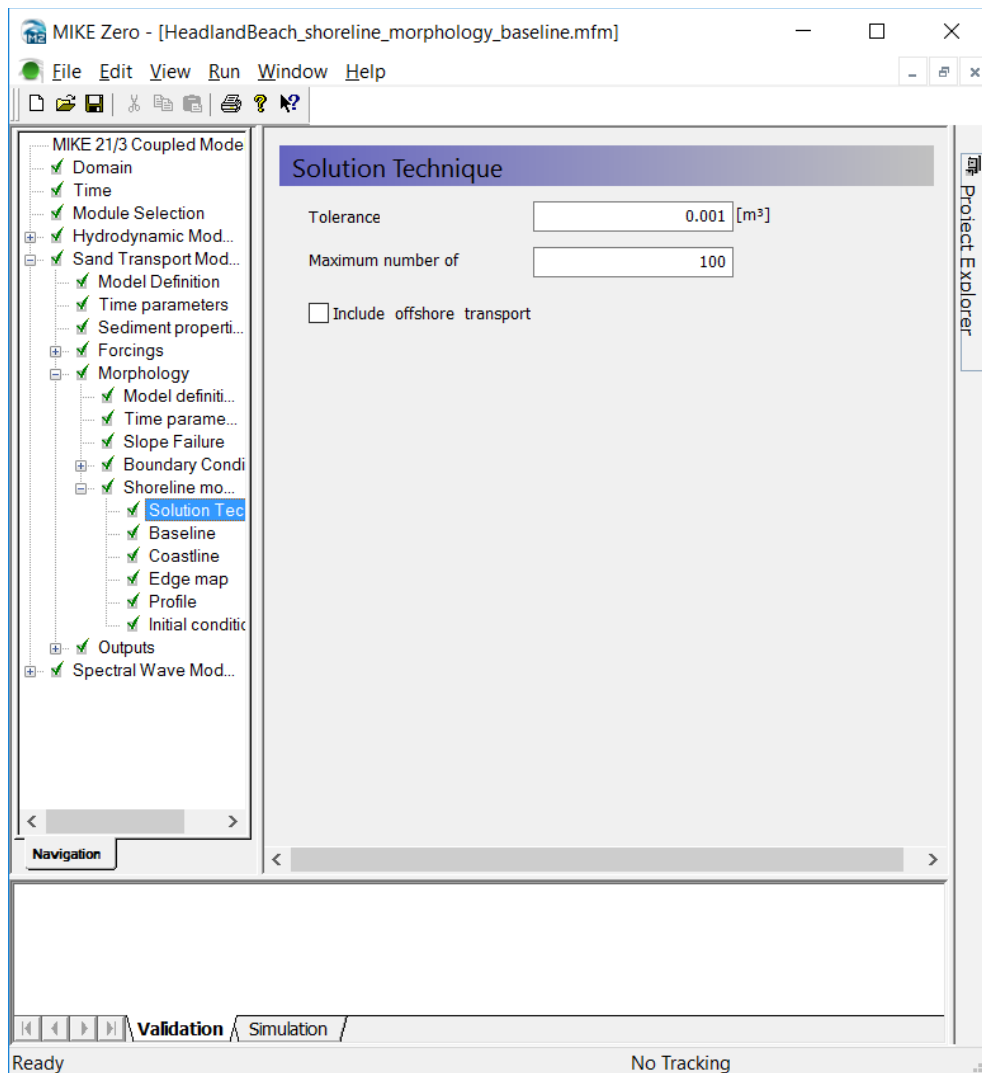 MIKE Zero - [HeadlandBeach_shoreline_morphology_baseline.mfm]
File Edit View Run Window Help
MIKE 21/3 Coupled Mode
Domain
Time
Module Selection
Hydrodynamic Mod...
Sand Transport Mod...
Model Definition
Time parameters
Sediment properti...
Forcings
Morphology
Model definiti...
Time parame...
Slope Failure
Boundary Condi
Shoreline mo...
Solution Tec
Baseline
Coastline
Edge map
Profile
Initial conditic
Outputs
Spectral Wave Mod...
Navigation
Solution Technique
Tolerance 0.001 [m³]
Maximum number of 100
Include offshore transport
Project Explorer
Validation Simulation
Ready No Tracking